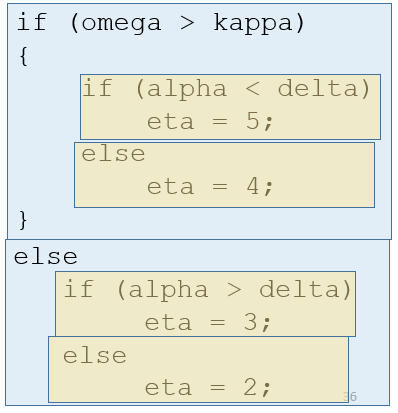 if (omega > kappa)
{
    if (alpha < delta)
        eta = 5;
    else
        eta = 4;
}
else
    if (alpha > delta)
        eta = 3;
    else
        eta = 2;
36